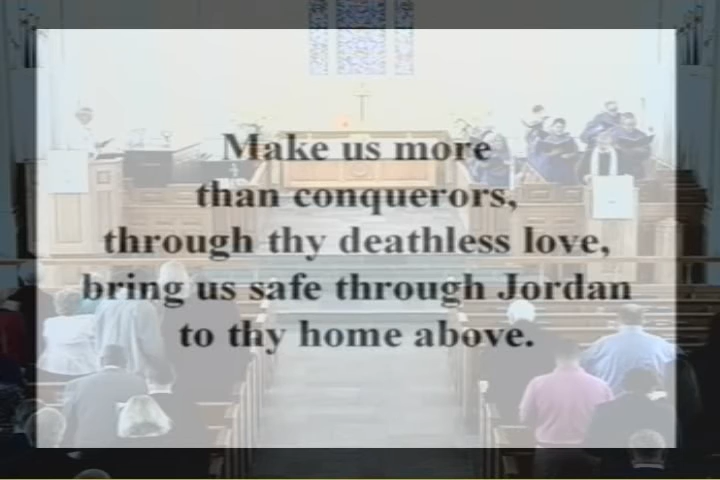 Make us more
than conquerors,
through thy deathless love,
bring us safe through Jordan
to thy home above.